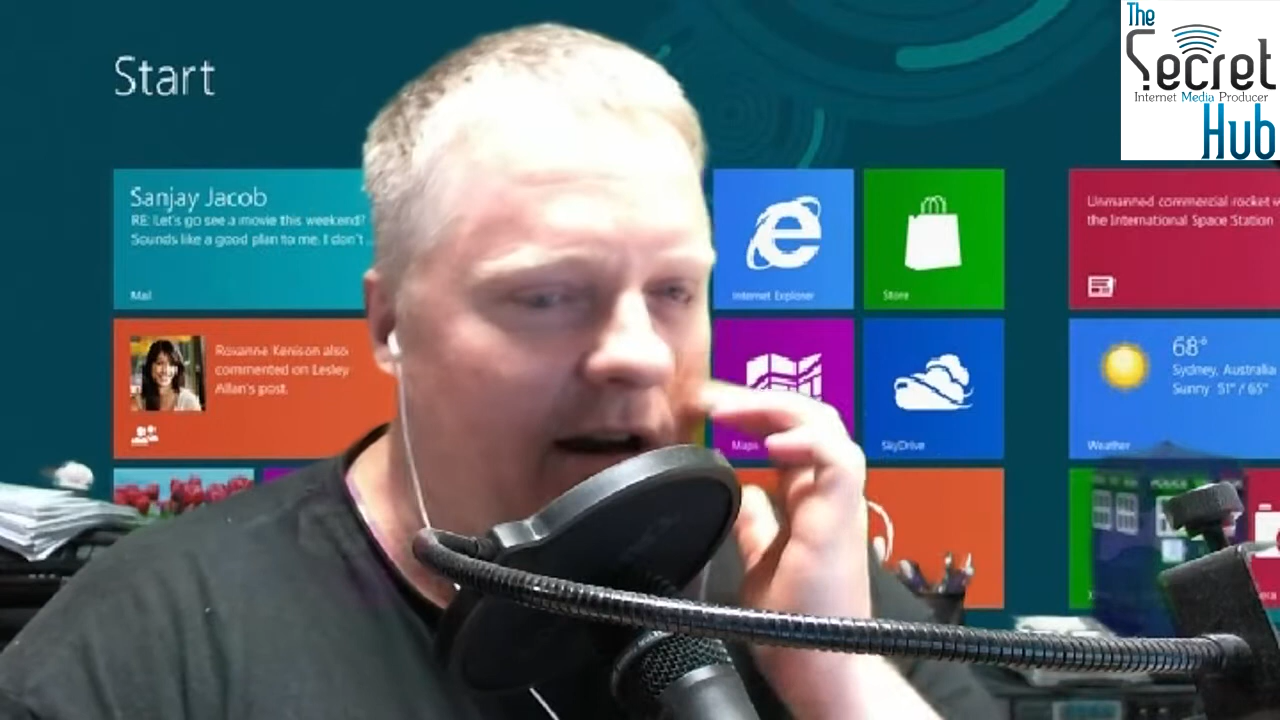 The
Secret
Internet Media Producer
Hub
Start
Sanjay Jacob
RE: Let's go see a movie this weekend?
Sounds like a good plan to me. I don't...
Mail
Internet Explorer
Store
Unmanned commercial rocket
the International Space Station
Roxanne Kenison also
commented on Lesley
Allan's post.
Maps
SkyDrive
68°
Sydney, Australia
Sunny 51° / 65°
Weather